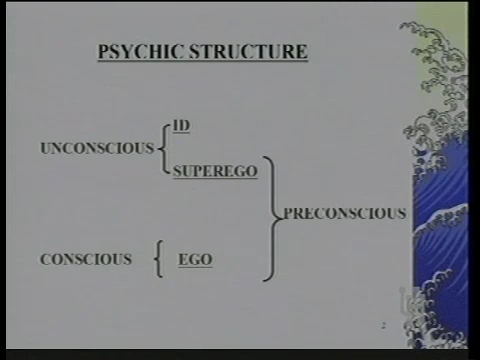 PSYCHIC STRUCTURE
ID
UNCONSCIOUS
SUPEREGO
PRECONSCIOUS
CONSCIOUS
EGO
2